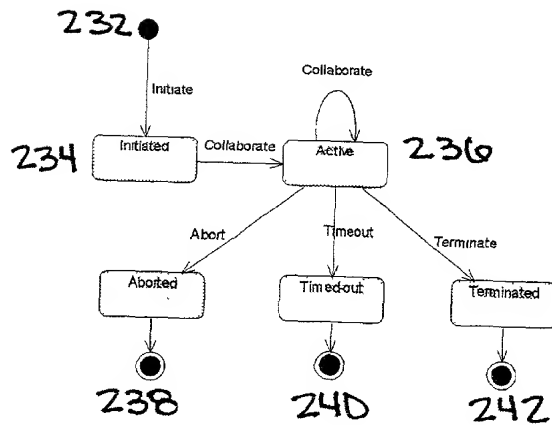 232
Collaborate
Initiate
234
Initiated
Collaborate
Active
236
Abort
Timeout
Terminate
Aborted
Timed-out
Terminated
238
240
242